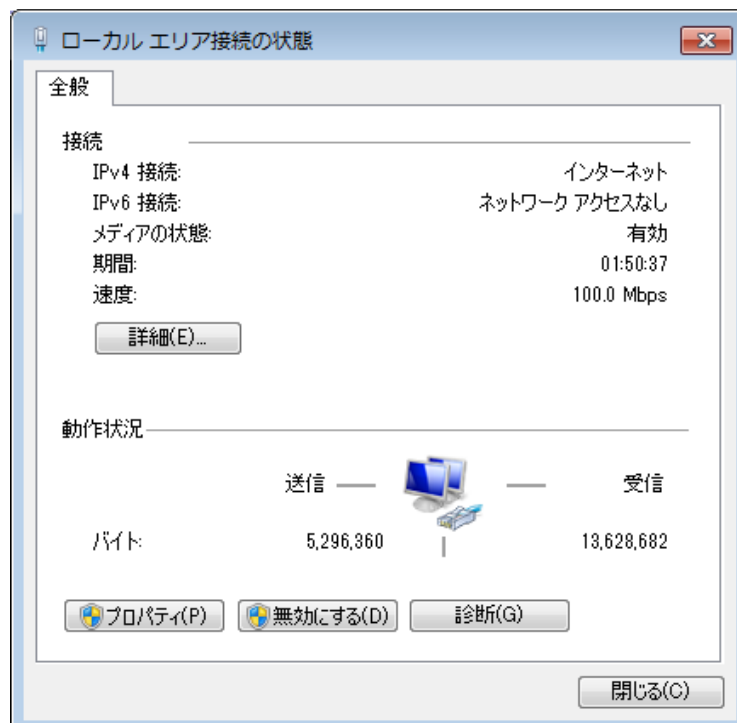 ローカル エリア接続の状態
全般
接続
IPv4 接続: インターネット
IPv6 接続: ネットワーク アクセスなし
メディアの状態: 有効
期間: 01:50:37
速度: 100.0 Mbps
詳細(E)...
動作状況
送信 受信
バイト: 5,296,360 13,628,682
プロパティ(P) 無効にする(D) 診断(G)
閉じる(C)